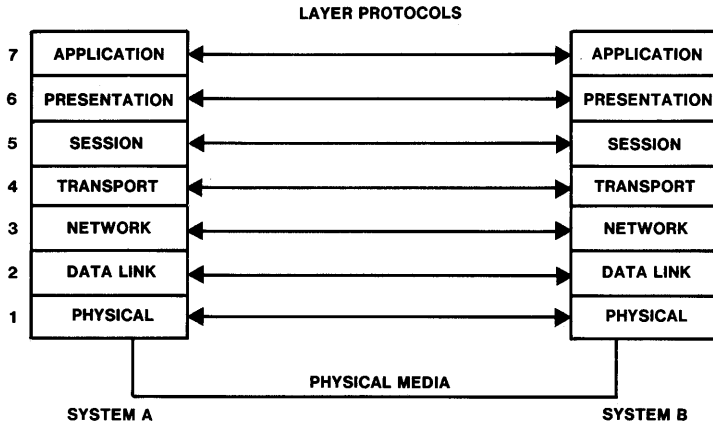 LAYER PROTOCOLS
7 APPLICATION APPLICATION
6 PRESENTATION PRESENTATION
5 SESSION SESSION
4 TRANSPORT TRANSPORT
3 NETWORK NETWORK
2 DATA LINK DATA LINK
1 PHYSICAL PHYSICAL
PHYSICAL MEDIA
SYSTEM A SYSTEM B